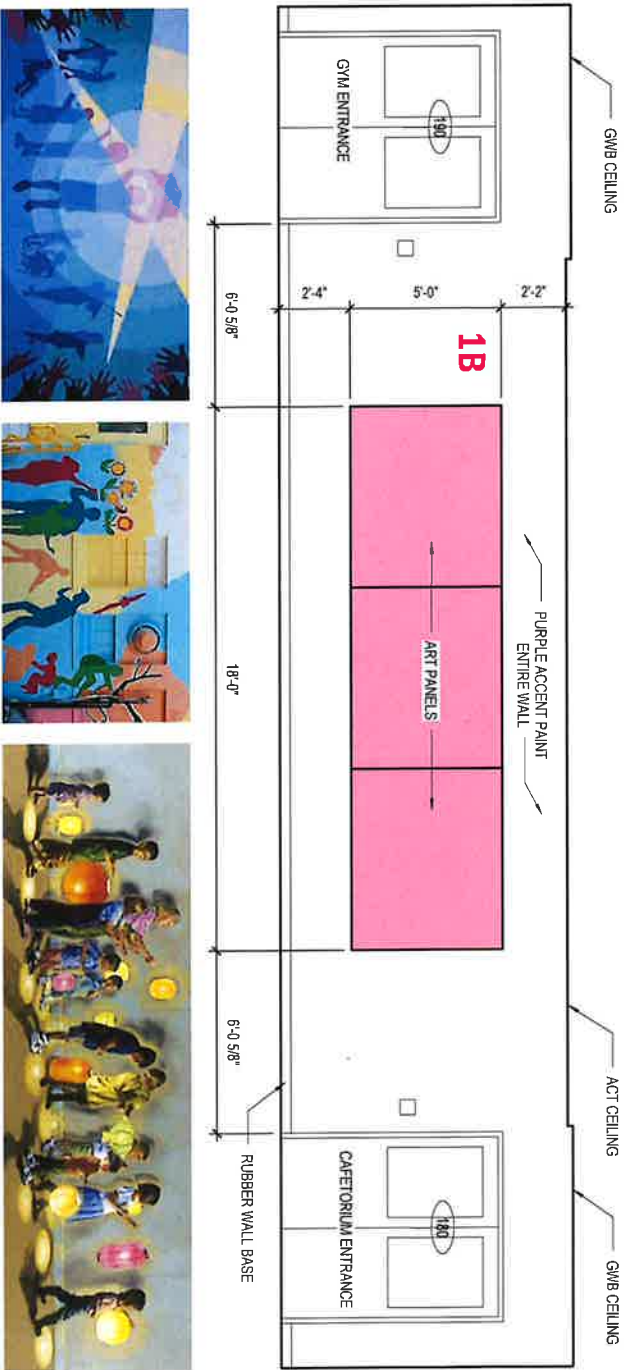 GWB CEILING
ACT CEILING
GWB CEILING
PURPLE ACCENT PAINT
ENTIRE WALL
190
GYM ENTRANCE
1B
2'-2"
5'-0"
2'-4"
ART PANELS
180
CAFETORIUM ENTRANCE
6'-0 5/8"
18'-0"
6'-0 5/8"
RUBBER WALL BASE